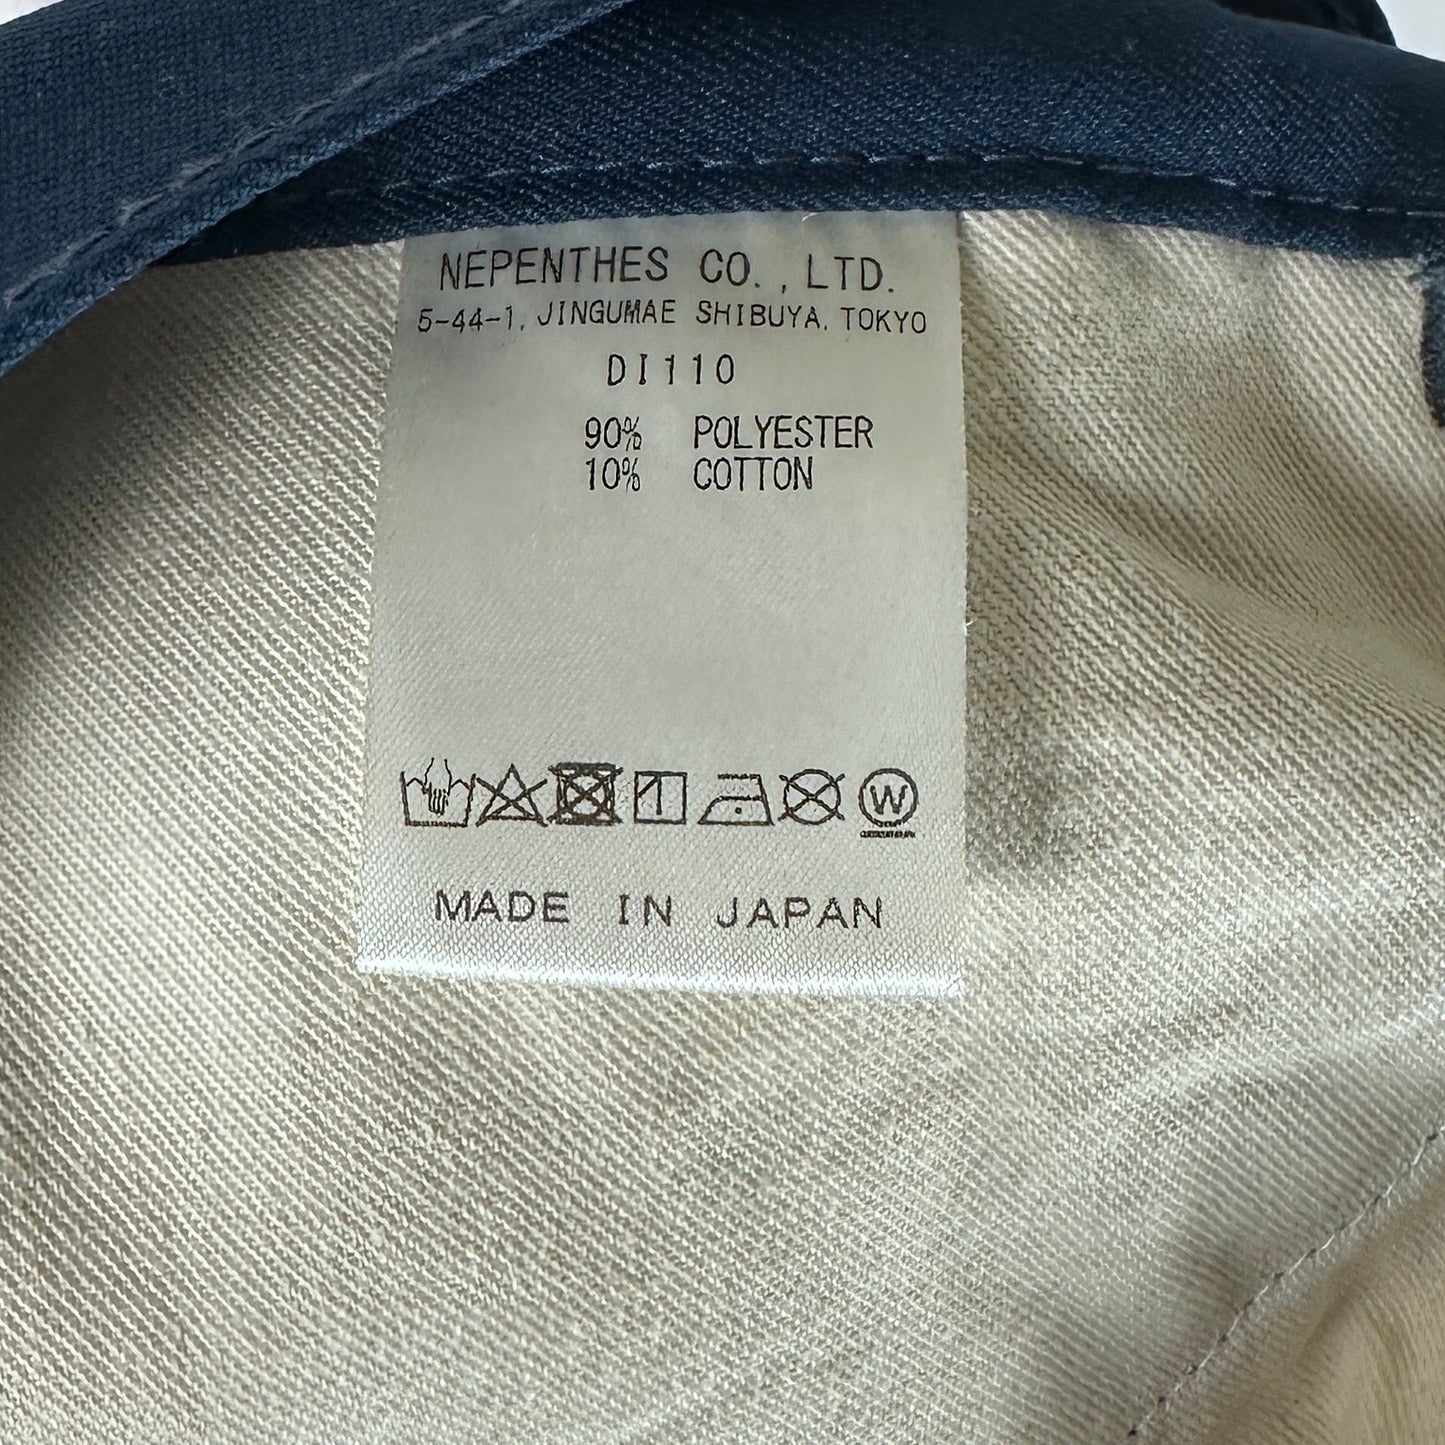 NEPENTHES CO., LTD.
5-44-1, JINGUMAE SHIBUYA, TOKYO
DI110
90% POLYESTER
10% COTTON
W
MADE IN JAPAN